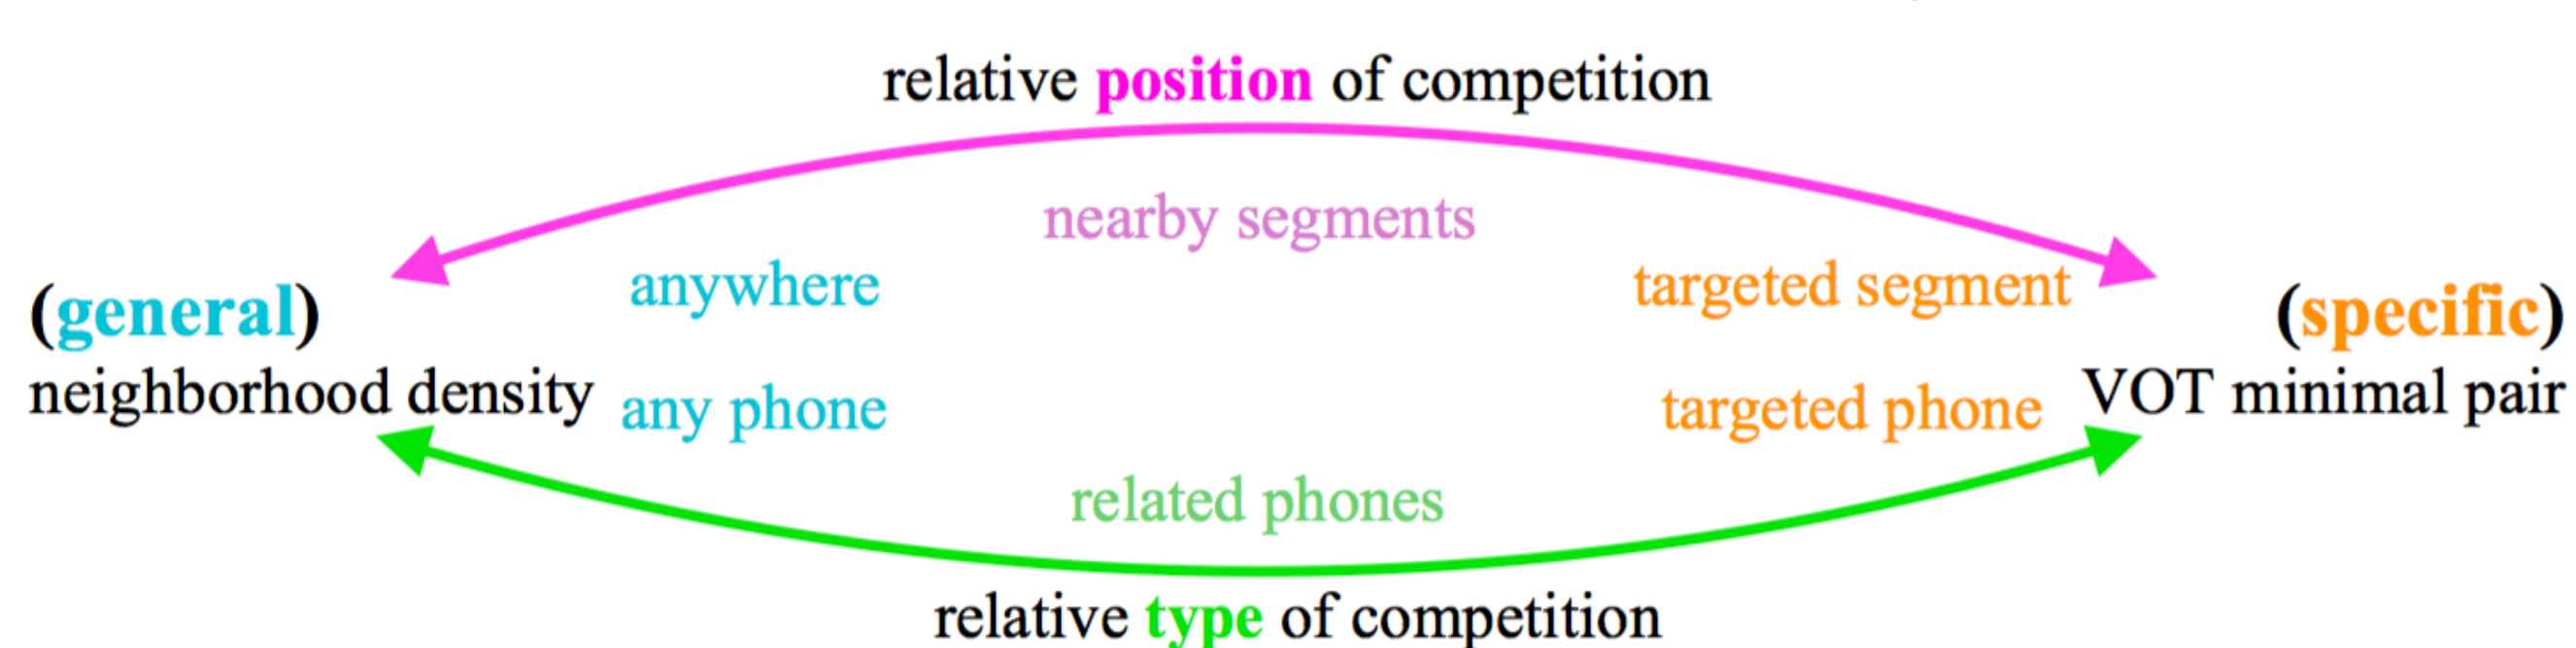 relative position of competition
nearby segments
anywhere
targeted segment
(general)
(specific)
neighborhood density
any phone
targeted phone
VOT minimal pair
related phones
relative type of competition